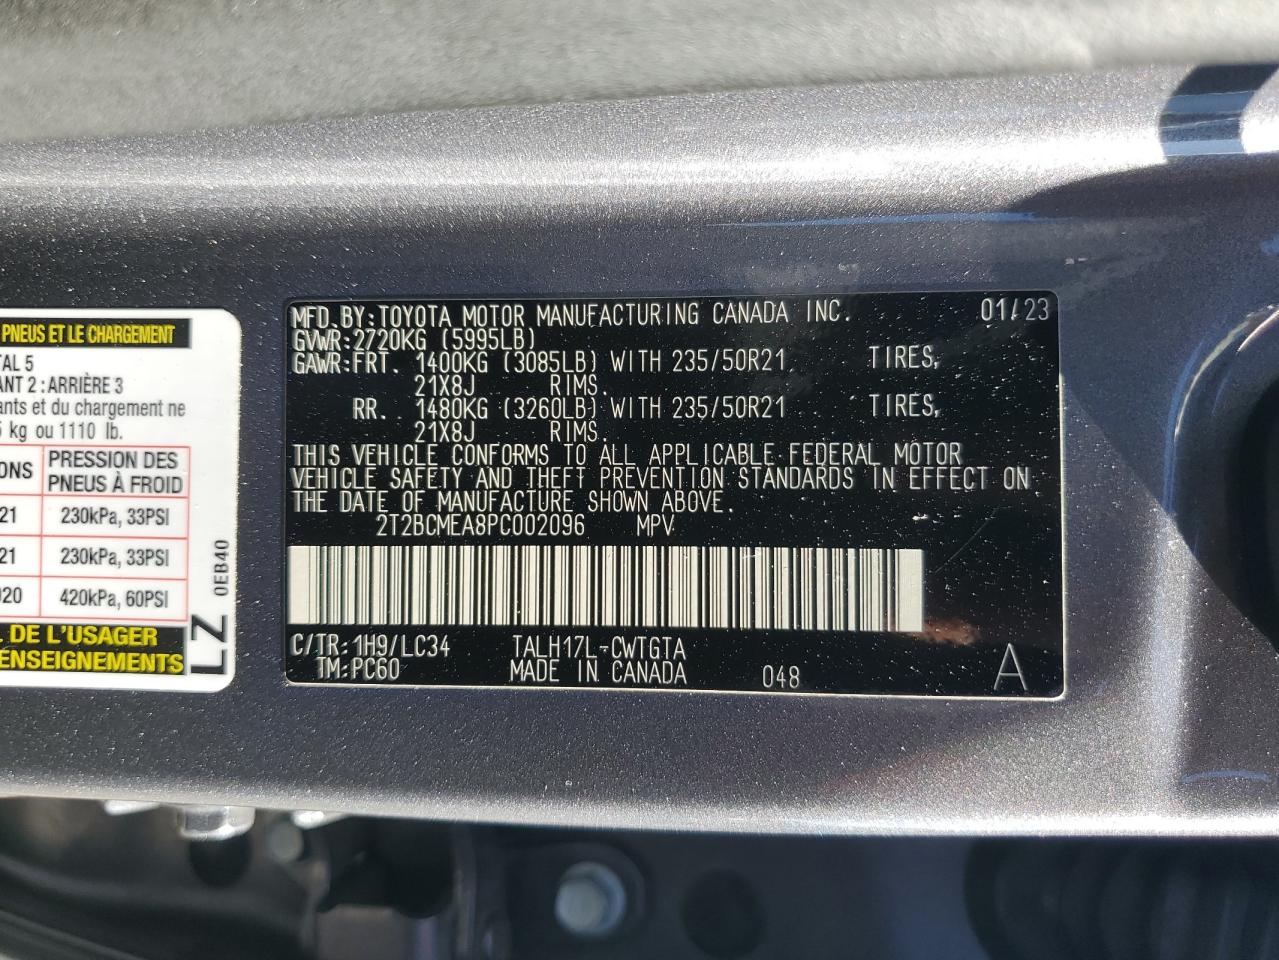 PNEUS ET LE CHARGEMENT
TAL 5
ANT 2 : ARRIÈRE 3
ants et du chargement ne
5 kg ou 1110 lb.
ONS PRESSION DES
PNEUS À FROID
21 230kPa, 33PSI
21 230kPa, 33PSI
020 420kPa, 60PSI
L DE L'USAGER
ENSEIGNEMENTS
0EB40
LZ
MFD.BY:TOYOTA MOTOR MANUFACTURING CANADA INC. 01/23
GVWR:2720KG (5995LB)
GAWR:FRT. 1400KG (3085LB) WITH 235/50R21 TIRES,
21X8J RIMS.
RR. 1480KG (3260LB) WITH 235/50R21 TIRES,
21X8J RIMS.
THIS VEHICLE CONFORMS TO ALL APPLICABLE FEDERAL MOTOR
VEHICLE SAFETY AND THEFT PREVENTION STANDARDS IN EFFECT ON
THE DATE OF MANUFACTURE SHOWN ABOVE.
2T2BCMEA8PC002096 MPV
C/TR:1H9/LC34 TALH17L-CWTGTA
TM:PC60 MADE IN CANADA 048 A